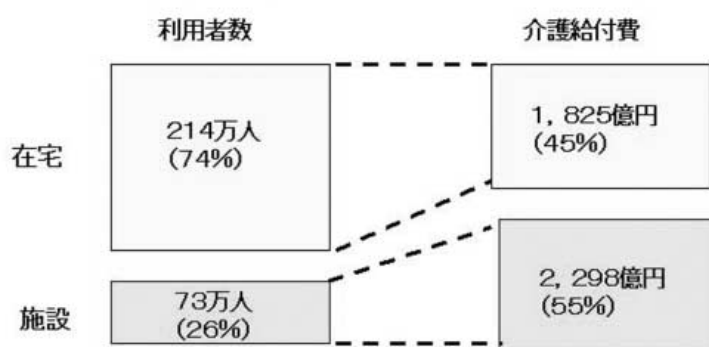 利用者数
介護給付費
在宅
214万人
(74%)
1, 825億円
(45%)
施設
73万人
(26%)
2, 298億円
(55%)